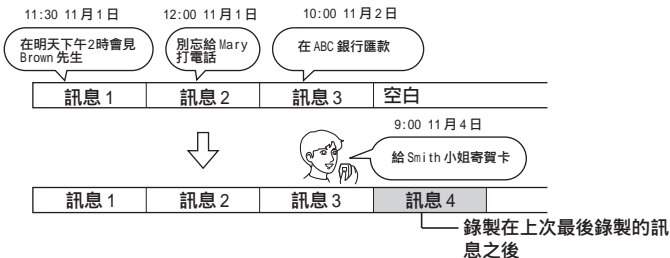 11:30 11月1日
12:00 11月1日
10:00 11月2日
在明天下午2時會見
Brown 先生
別忘給 Mary
打電話
在 ABC 銀行匯款
訊息 1
訊息 2
訊息 3
空白
9:00 11月4日
給 Smith 小姐寄賀卡
訊息 1
訊息 2
訊息 3
訊息 4
錄製在上次最後錄製的訊
息之後